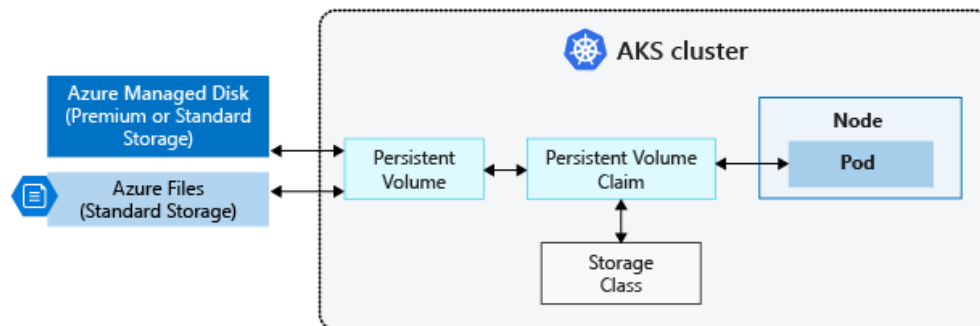 AKS cluster
Azure Managed Disk
(Premium or Standard
Storage)
Azure Files
(Standard Storage)
Persistent
Volume
Persistent Volume
Claim
Node
Pod
Storage
Class